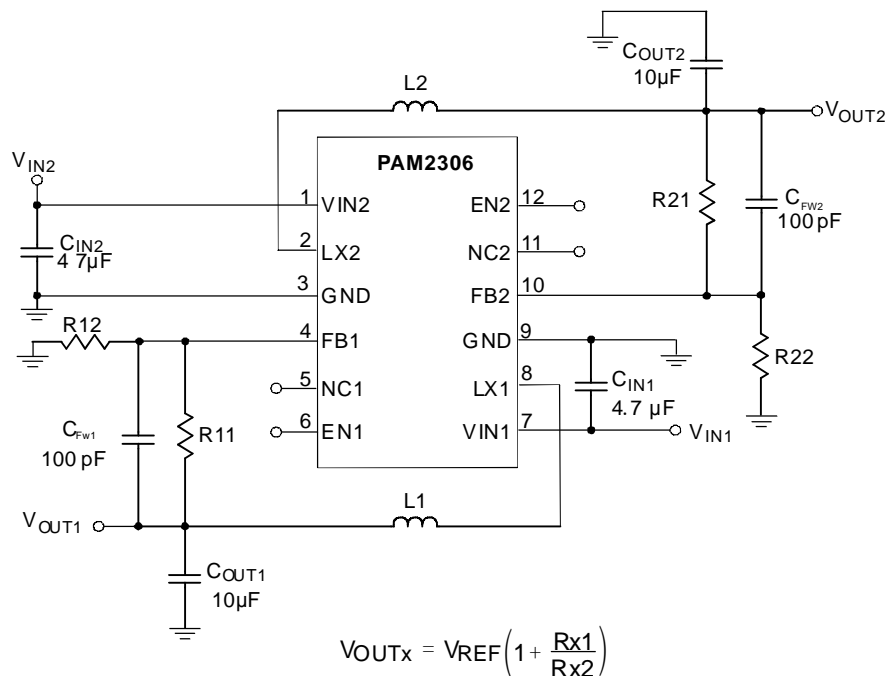 COUT2
10µF
L2
VOUT2
VIN2
PAM2306
1
VIN2
EN2
12
R21
CFW2
100 pF
CIN2
4 7µF
2
LX2
NC2
11
3
GND
FB2
10
R12
4
FB1
GND
9
R22
5
NC1
LX1
8
CIN1
4.7 µF
CFw1
100 pF
R11
6
EN1
VIN1
7
VIN1
L1
VOUT1
COUT1
10µF
VOUTx = VREF(1 + Rx1/Rx2)